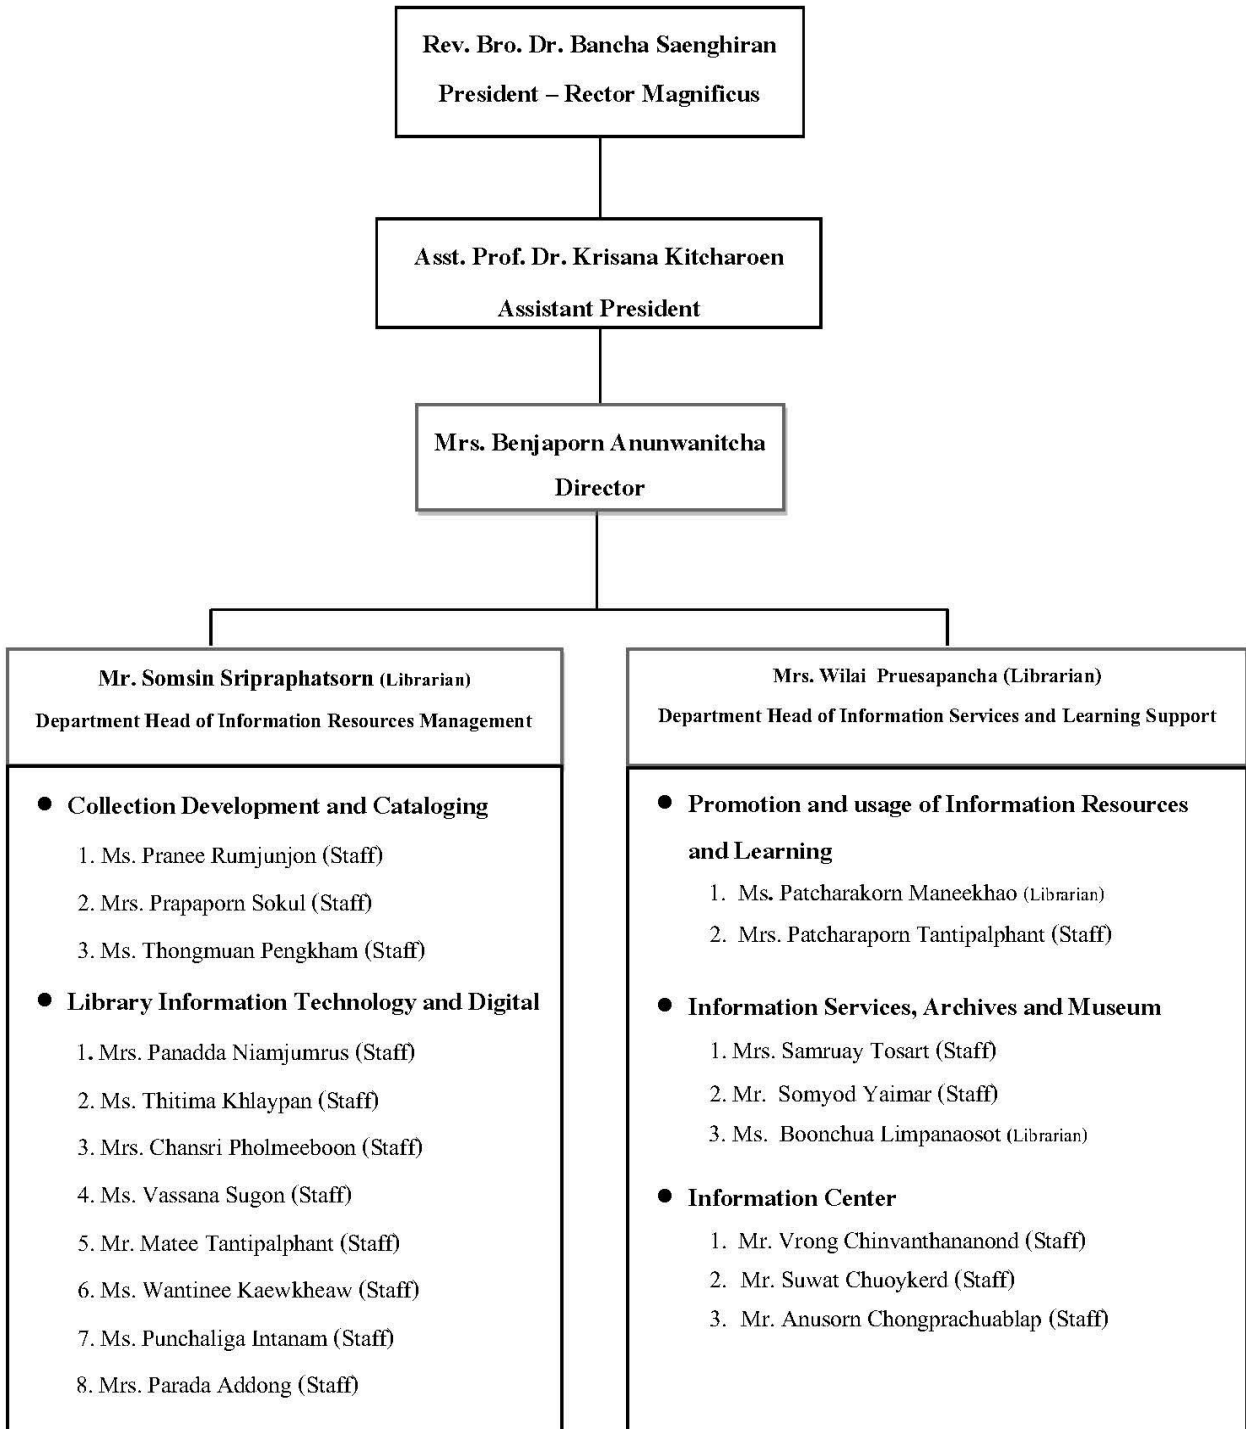 Rev. Bro. Dr. Bancha Saenghiran
President – Rector Magnificus
Asst. Prof. Dr. Krisana Kitcharoen
Assistant President
Mrs. Benjaporn Anunwanitcha
Director
Mr. Somsin Sripraphatsorn (Librarian)
Department Head of Information Resources Management
● Collection Development and Cataloging
1. Ms. Pranee Rumjunjon (Staff)
2. Mrs. Prapaporn Sokul (Staff)
3. Ms. Thongmuan Pengkham (Staff)
● Library Information Technology and Digital
1. Mrs. Panadda Niamjumrus (Staff)
2. Ms. Thitima Khlaypan (Staff)
3. Mrs. Chansri Pholmeeboon (Staff)
4. Ms. Vassana Sugon (Staff)
5. Mr. Matee Tantipalphant (Staff)
6. Ms. Wantinee Kaewkheaw (Staff)
7. Ms. Punchaliga Intanam (Staff)
8. Mrs. Parada Addong (Staff)
Mrs. Wilai Pruesapancha (Librarian)
Department Head of Information Services and Learning Support
● Promotion and usage of Information Resources
and Learning
1. Ms. Patcharakorn Maneekhao (Librarian)
2. Mrs. Patcharaporn Tantipalphant (Staff)
● Information Services, Archives and Museum
1. Mrs. Samruay Tosart (Staff)
2. Mr. Somyod Yaimar (Staff)
3. Ms. Boonchua Limpanaosot (Librarian)
● Information Center
1. Mr. Vrong Chinvanthananond (Staff)
2. Mr. Suwat Chuoykerd (Staff)
3. Mr. Anusorn Chongprachuablap (Staff)